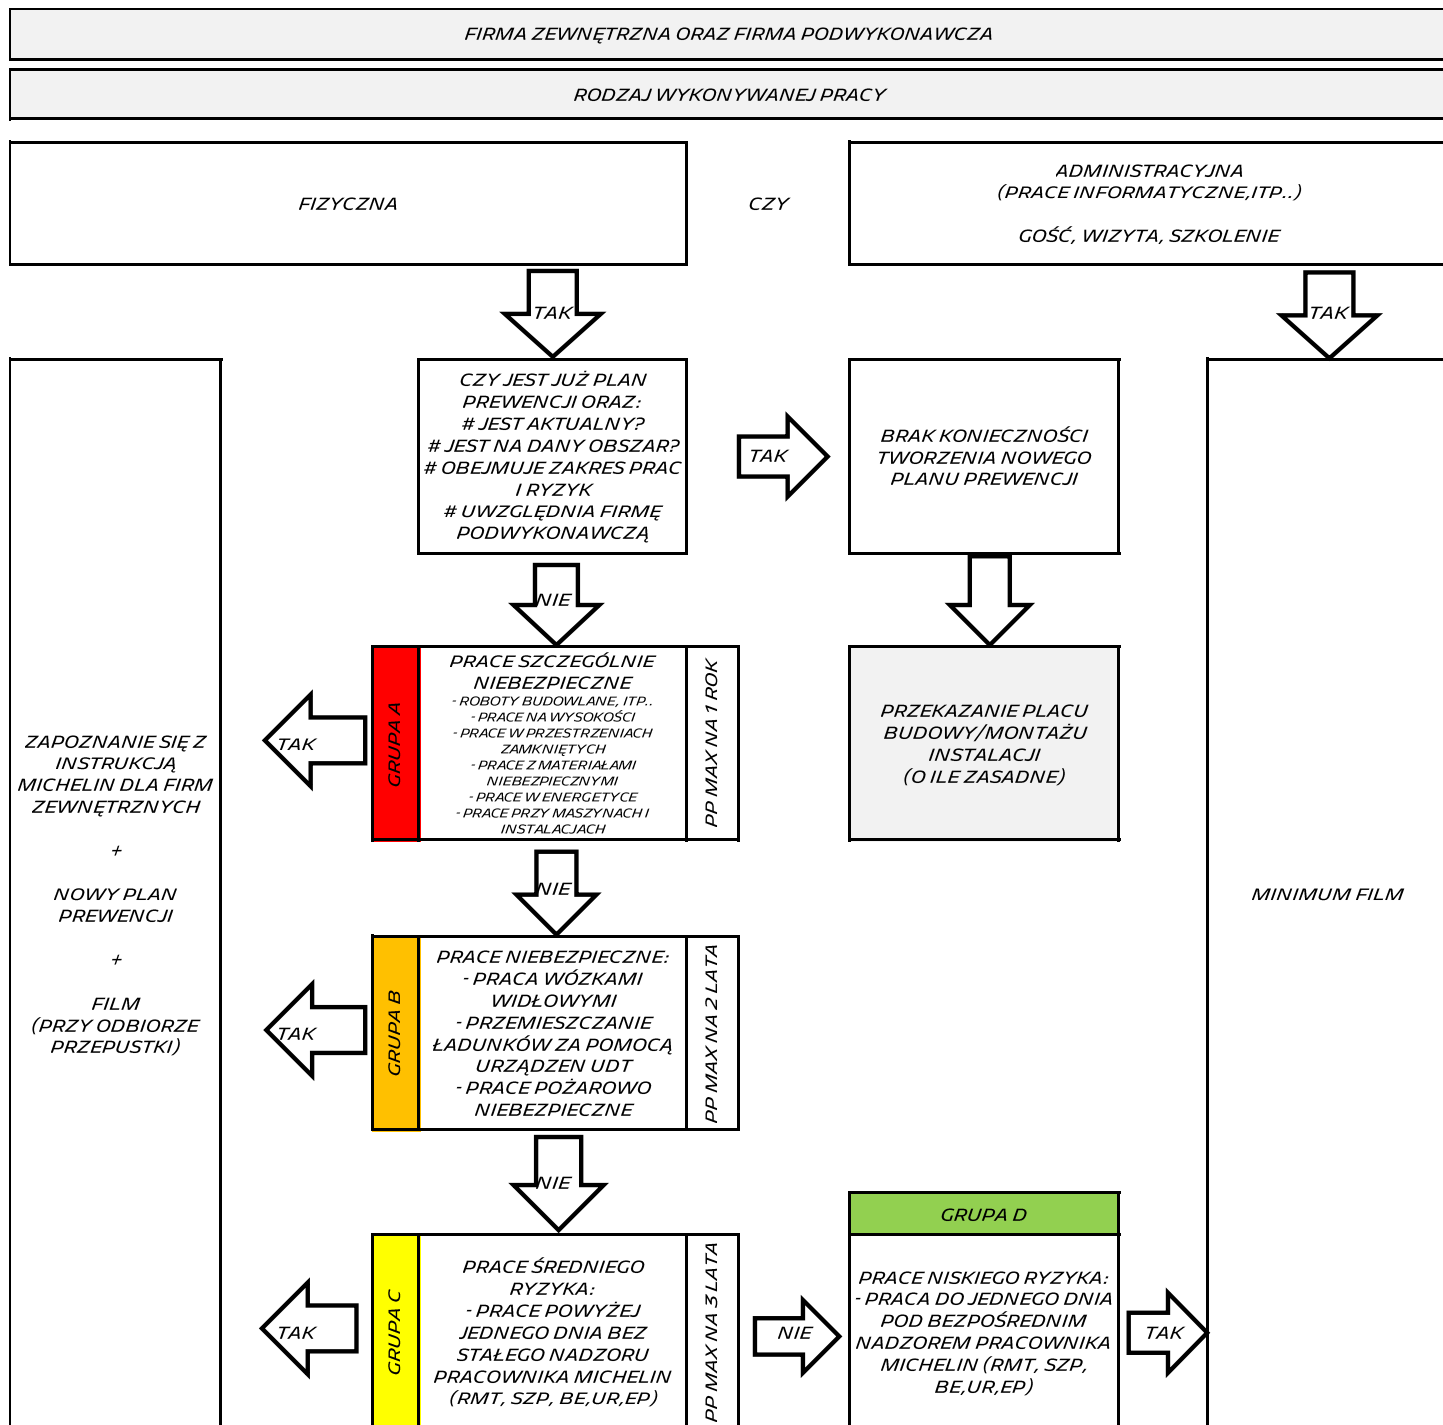 FIRMA ZEWNĘTRZNA ORAZ FIRMA PODWYKONAWCZA
RODZAJ WYKONYWANEJ PRACY
FIZYCZNA
CZY
ADMINISTRACYJNA
(PRACE INFORMATYCZNE,ITP..)
GOŚĆ, WIZYTA, SZKOLENIE
TAK
TAK
CZY JEST JUŻ PLAN
PREWENCJI ORAZ:
# JEST AKTUALNY?
# JEST NA DANY OBSZAR?
# OBEJMUJE ZAKRES PRAC
I RYZYK
# UWZGLĘDNIA FIRMĘ
PODWYKONAWCZĄ
TAK
BRAK KONIECZNOŚCI
TWORZENIA NOWEGO
PLANU PREWENCJI
NIE
ZAPOZNANIE SIĘ Z
INSTRUKCJĄ
MICHELIN DLA FIRM
ZEWNĘTRZNYCH
+
NOWY PLAN
PREWENCJI
+
FILM
(PRZY ODBIORZE
PRZEPUSTKI)
TAK
GRUPA A
PRACE SZCZEGÓLNIE
NIEBEZPIECZNE
- ROBOTY BUDOWLANE, ITP..
- PRACE NA WYSOKOŚCI
- PRACE W PRZESTRZENIACH
ZAMKNIĘTYCH
- PRACE Z MATERIAŁAMI
NIEBEZPIECZNYMI
- PRACE W ENERGETYCE
- PRACE PRZY MASZYNACH I
INSTALACJACH
PP MAX NA 1 ROK
PRZEKAZANIE PLACU
BUDOWY/MONTAŻU
INSTALACJI
(O ILE ZASADNE)
MINIMUM FILM
NIE
TAK
GRUPA B
PRACE NIEBEZPIECZNE:
- PRACA WÓZKAMI
WIDŁOWYMI
- PRZEMIESZCZANIE
ŁADUNKÓW ZA POMOCĄ
URZĄDZEN UDT
- PRACE POŻAROWO
NIEBEZPIECZNE
PP MAX NA 2 LATA
NIE
TAK
GRUPA C
PRACE ŚREDNIEGO
RYZYKA:
- PRACE POWYŻEJ
JEDNEGO DNIA BEZ
STAŁEGO NADZORU
PRACOWNIKA MICHELIN
(RMT, SZP, BE,UR,EP)
PP MAX NA 3 LATA
NIE
GRUPA D
PRACE NISKIEGO RYZYKA:
- PRACA DO JEDNEGO DNIA
POD BEZPOŚREDNIM
NADZOREM PRACOWNIKA
MICHELIN (RMT, SZP,
BE,UR,EP)
TAK